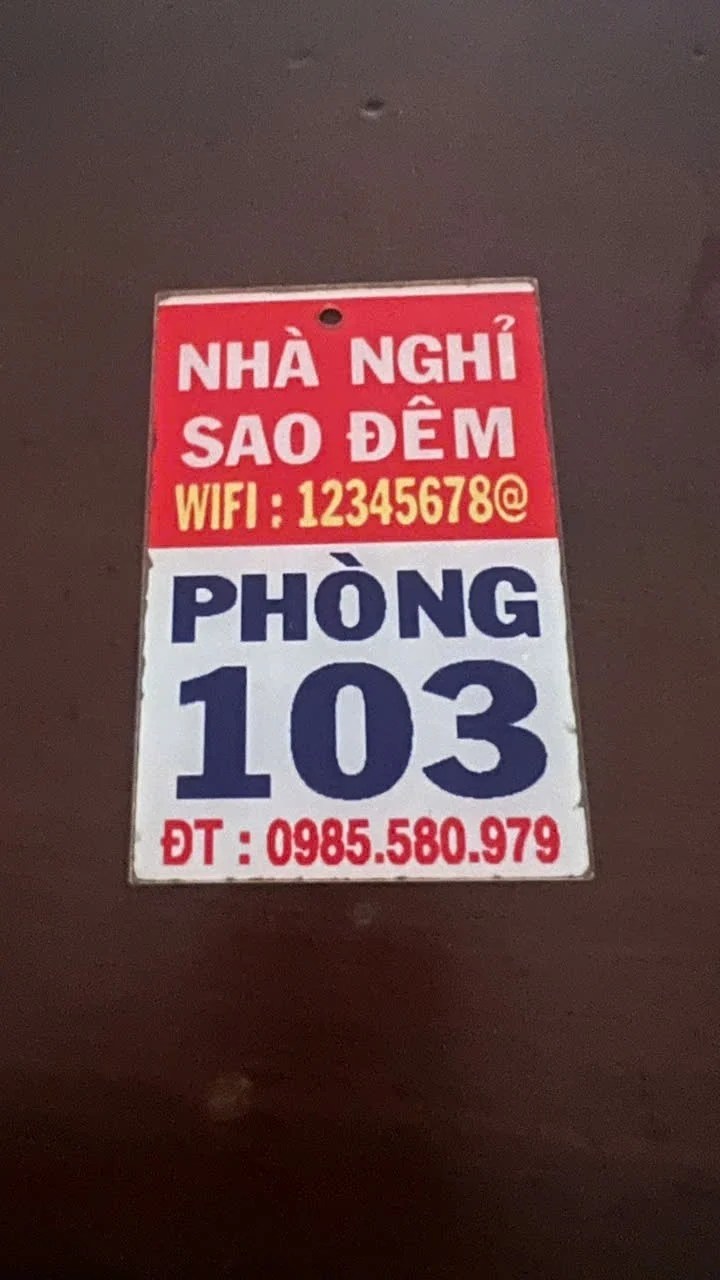 NHÀ NGHỈ
SAO ĐÊM
WIFI : 12345678@
PHÒNG
103
ĐT : 0985.580.979